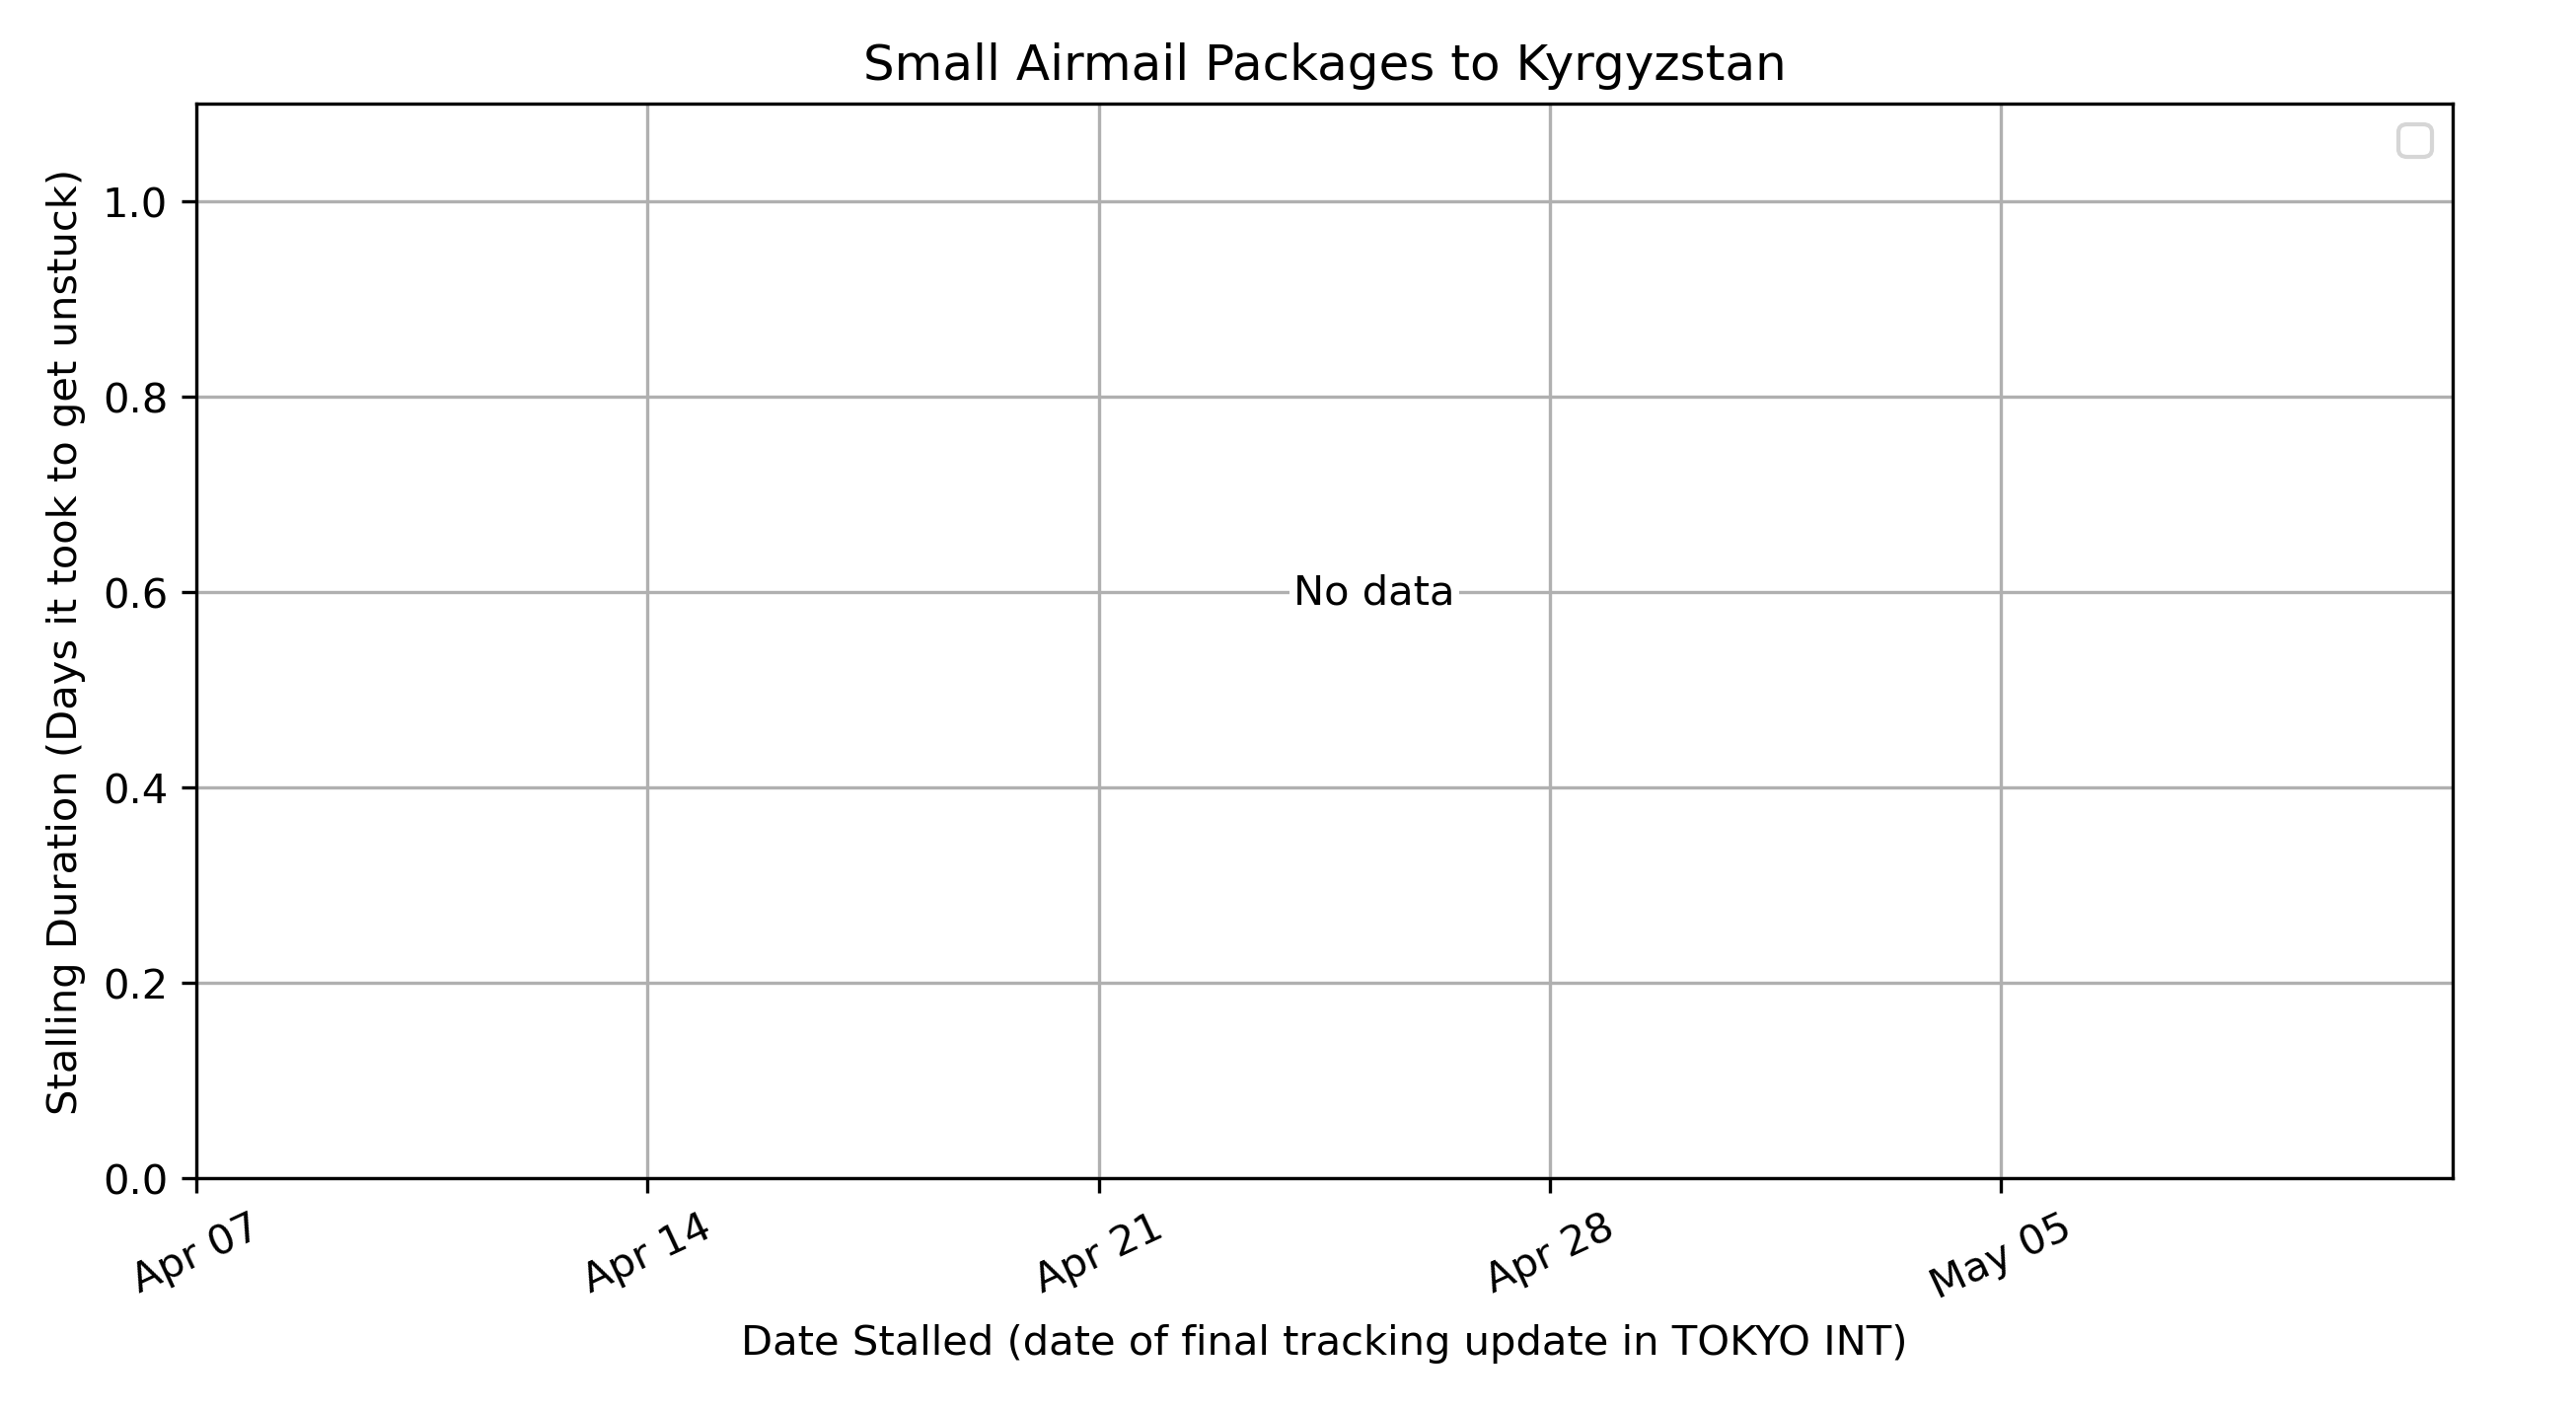 Small Airmail Packages to Kyrgyzstan
Stalling Duration (Days it took to get unstuck)
1.0
0.8
0.6
0.4
0.2
0.0
No data
Apr 07
Apr 14
Apr 21
Apr 28
May 05
Date Stalled (date of final tracking update in TOKYO INT)